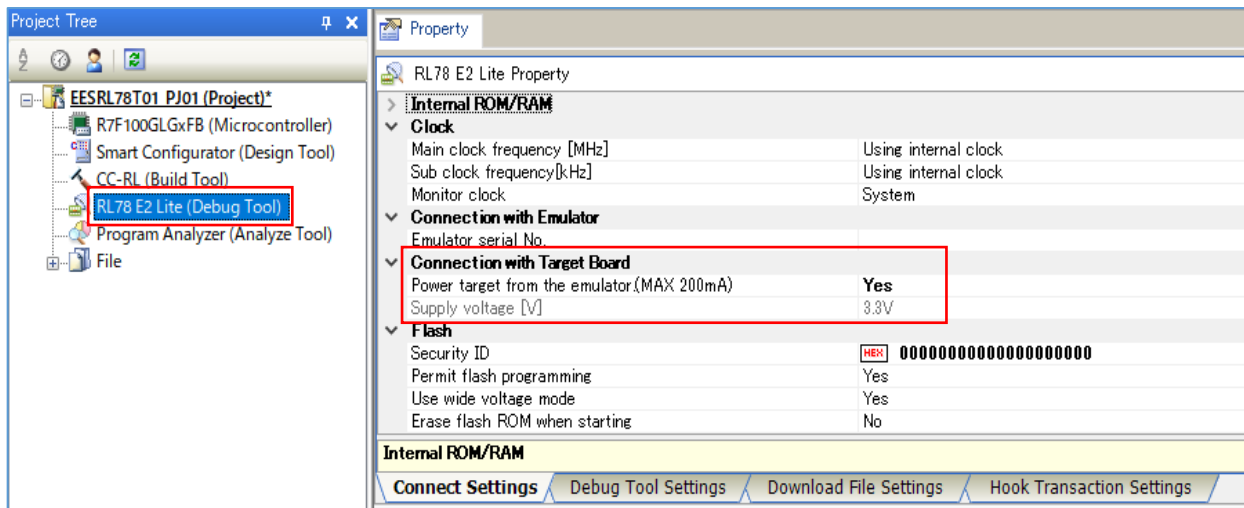 Project Tree
EESRL78T01_PJ01 (Project)*
R7F100GLGxFB (Microcontroller)
Smart Configurator (Design Tool)
CC-RL (Build Tool)
RL78 E2 Lite (Debug Tool)
Program Analyzer (Analyze Tool)
File
Property
RL78 E2 Lite Property
Internal ROM/RAM
Clock
Main clock frequency [MHz] Using internal clock
Sub clock frequency[kHz] Using internal clock
Monitor clock System
Connection with Emulator
Emulator serial No.
Connection with Target Board
Power target from the emulator.(MAX 200mA) Yes
Supply voltage [V] 3.3V
Flash
Security ID HEX 00000000000000000000
Permit flash programming Yes
Use wide voltage mode Yes
Erase flash ROM when starting No
Internal ROM/RAM
Connect Settings Debug Tool Settings Download File Settings Hook Transaction Settings